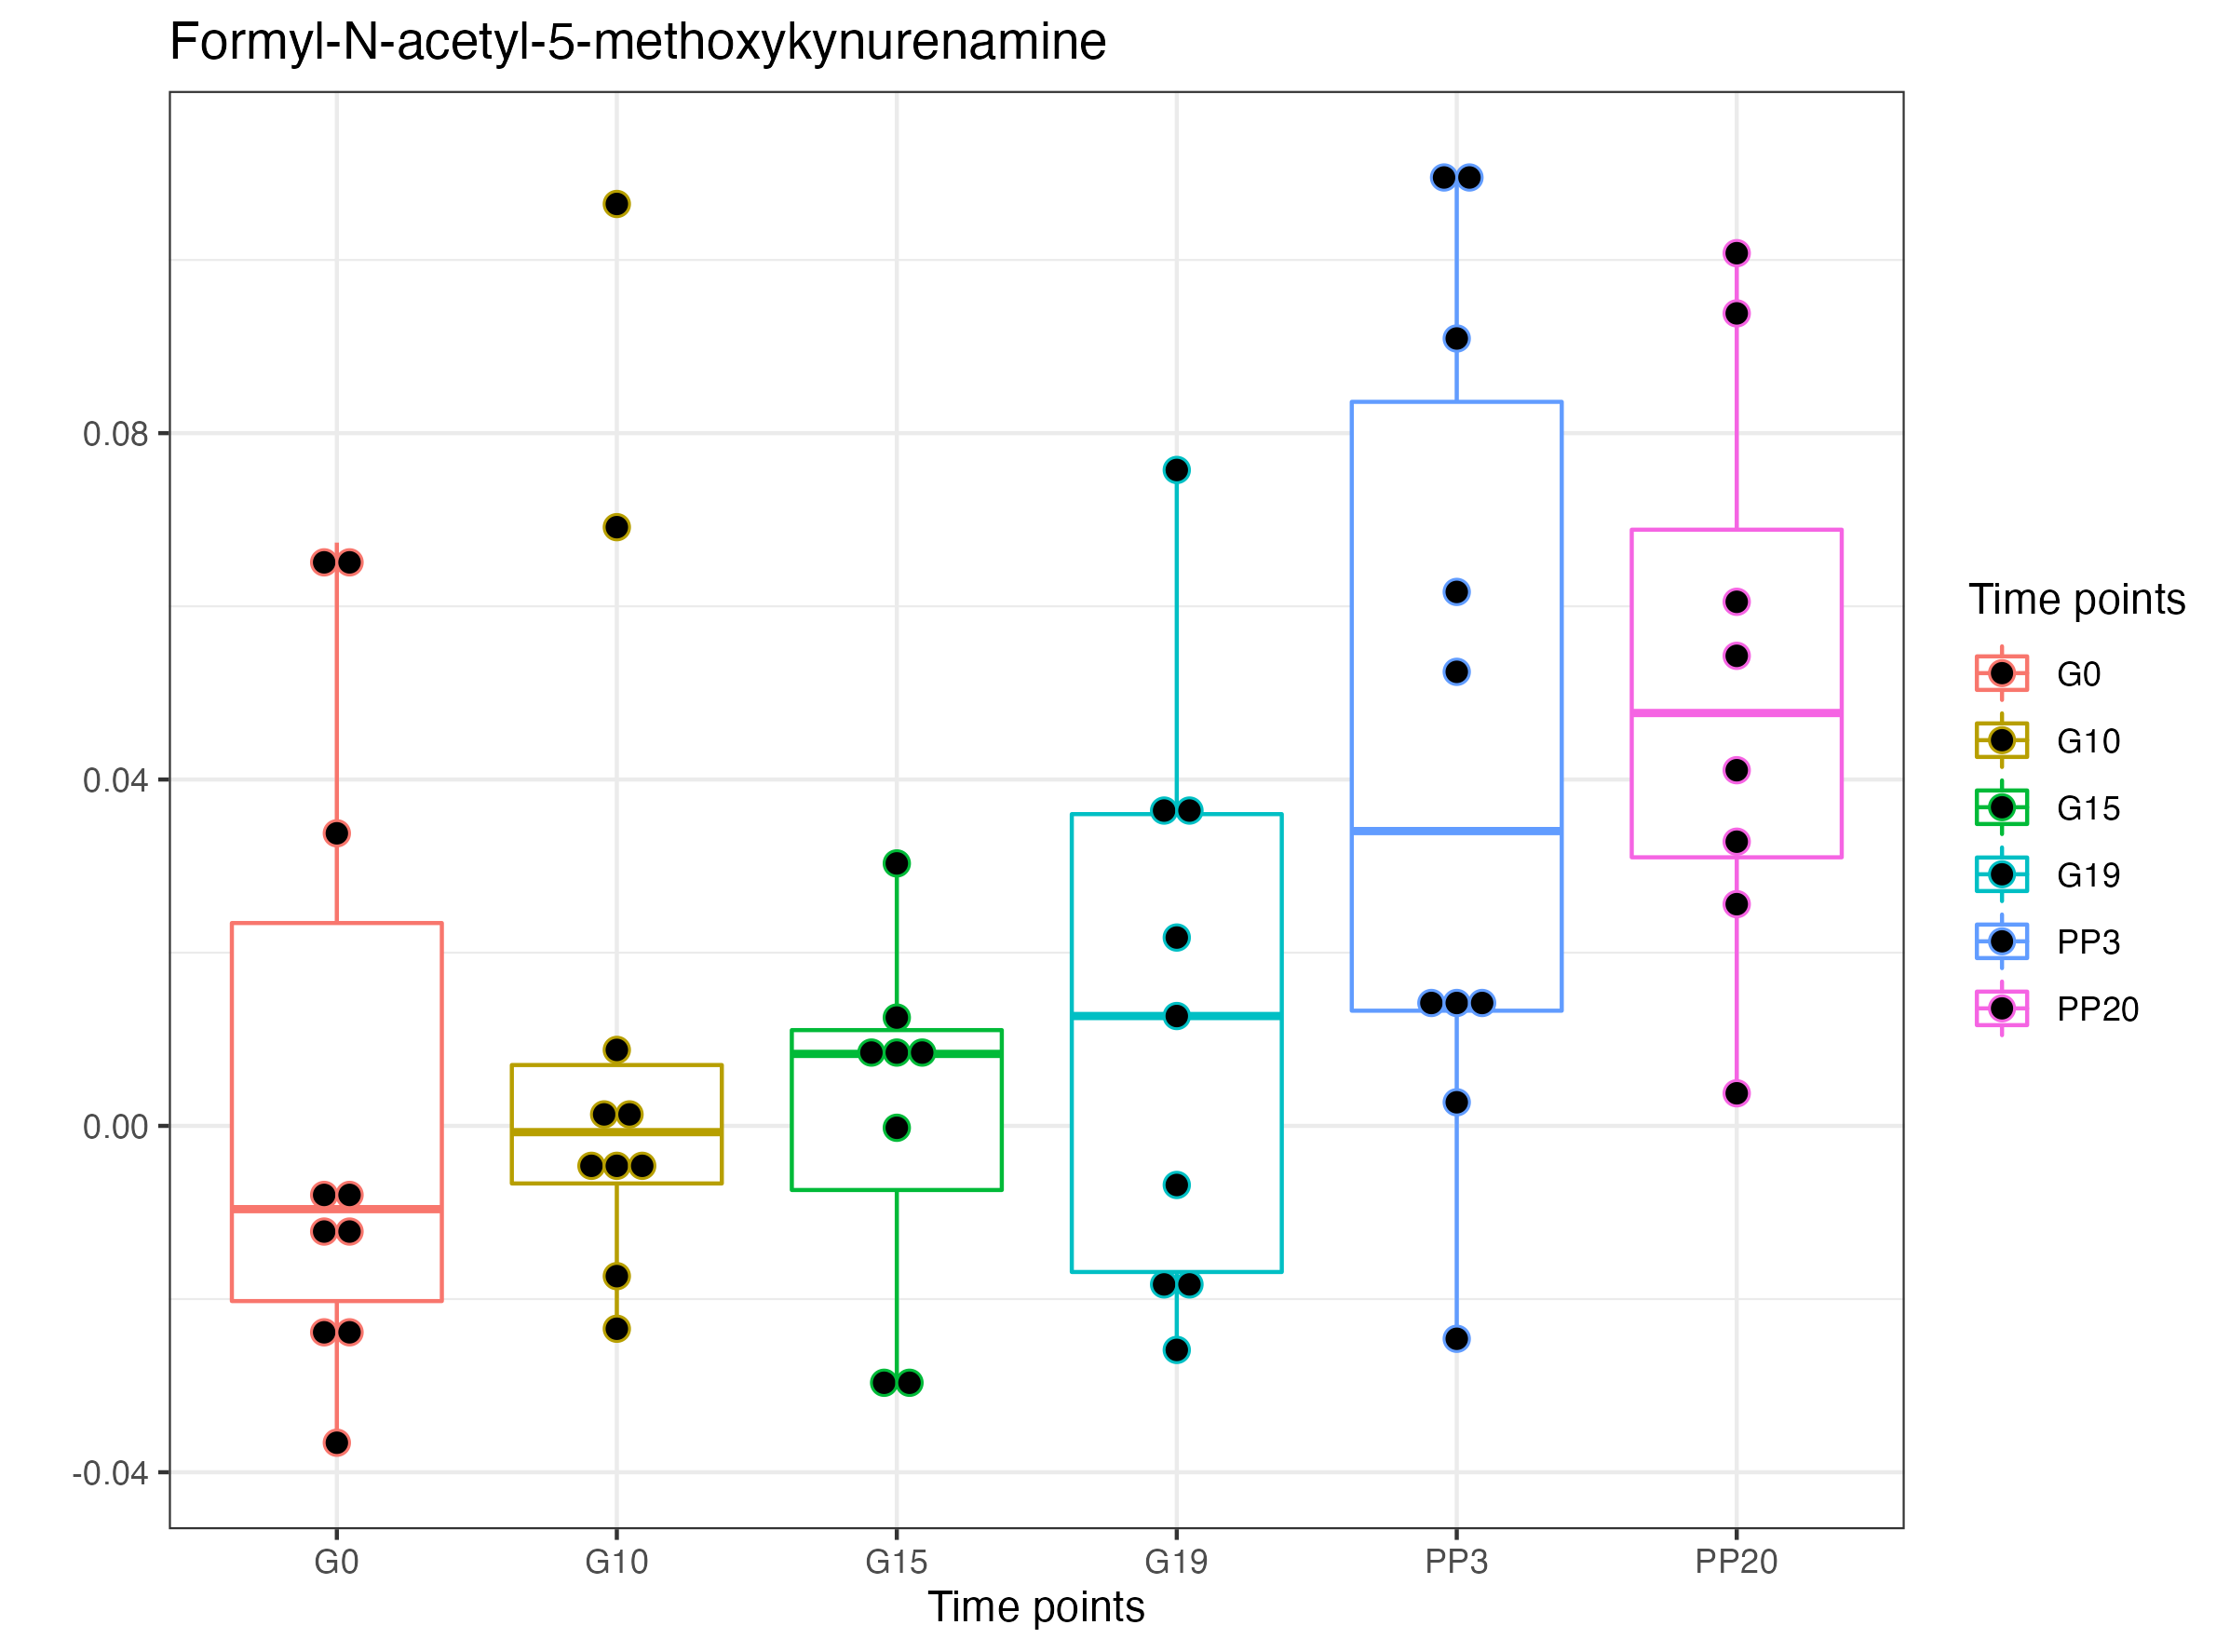 Formyl-N-acetyl-5-methoxykynurenamine
0.08
0.04
0.00
-0.04
G0 G10 G15 G19 PP3 PP20
Time points
Time points
G0
G10
G15
G19
PP3
PP20